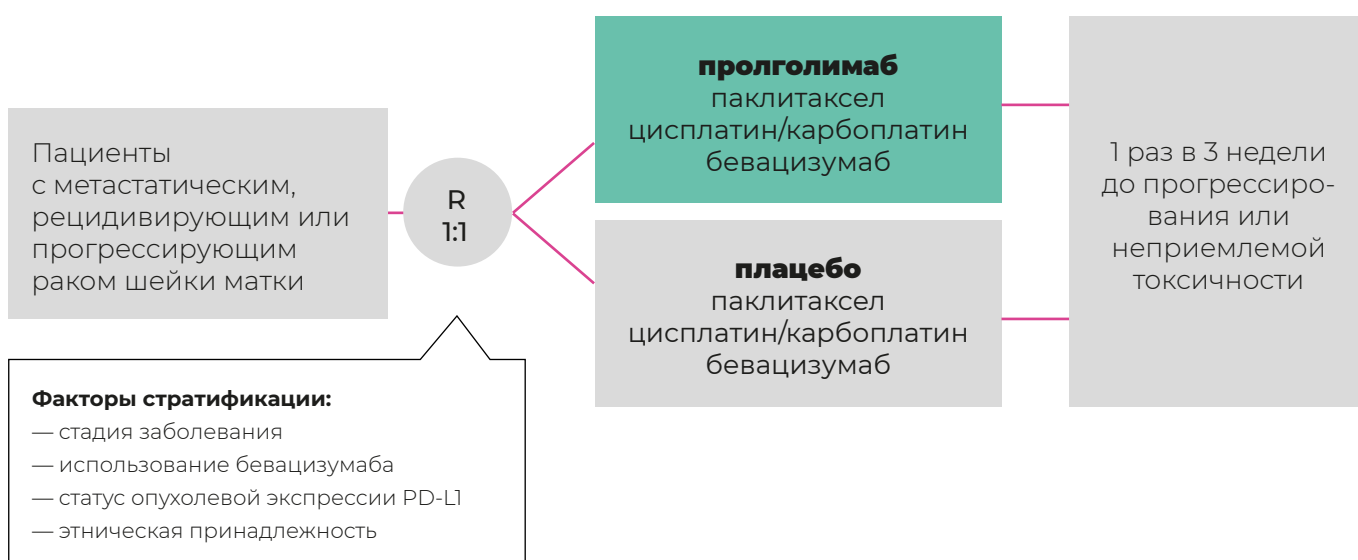 Пациенты
с метастатическим,
рецидивирующим или
прогрессирующим
раком шейки матки
R
1:1
пролголимаб
паклитаксел
цисплатин/карбоплатин
бевацизумаб
плацебо
паклитаксел
цисплатин/карбоплатин
бевацизумаб
1 раз в 3 недели
до прогрессиро-
вания или
неприемлемой
токсичности
Факторы стратификации:
— стадия заболевания
— использование бевацизумаба
— статус опухолевой экспрессии PD-L1
— этническая принадлежность